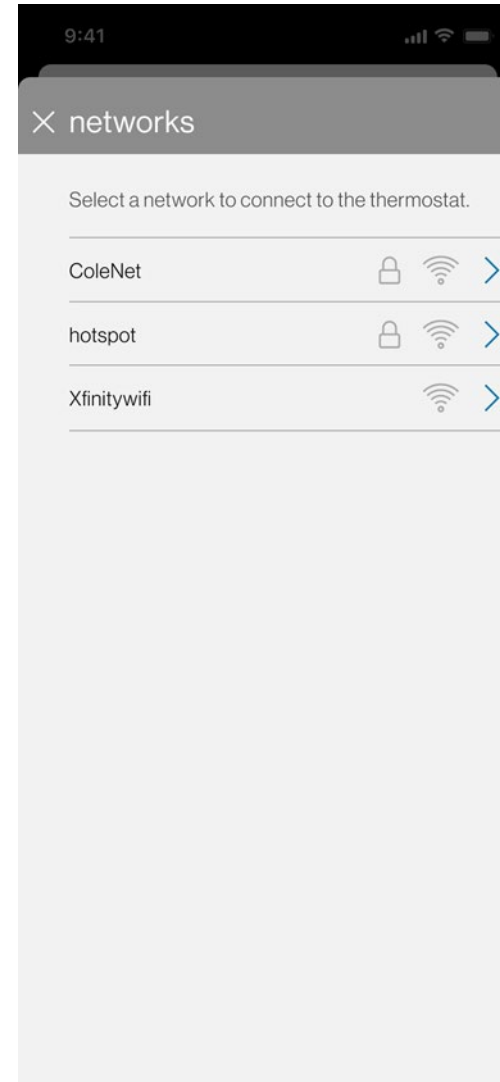 9:41
networks
Select a network to connect to the thermostat.
ColeNet
hotspot
Xfinitywifi